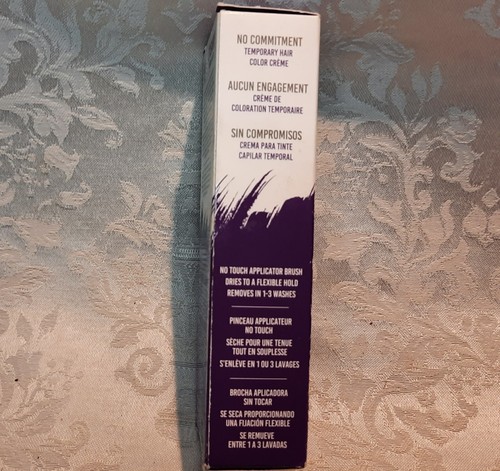 NO COMMITMENT
TEMPORARY HAIR
COLOR CRÈME
AUCUN ENGAGEMENT
CRÈME DE
COLORATION TEMPORAIRE
SIN COMPROMISOS
CREMA PARA TINTE
CAPILAR TEMPORAL
NO TOUCH APPLICATOR BRUSH
DRIES TO A FLEXIBLE HOLD
REMOVES IN 1-3 WASHES
PINCEAU APPLICATEUR
NO TOUCH
SÈCHE POUR UNE TENUE
TOUT EN SOUPLESSE
S'ENLÈVE EN 1 OU 3 LAVAGES
BROCHA APLICADORA
SIN TOCAR
SE SECA PROPORCIONANDO
UNA FIJACIÓN FLEXIBLE
SE REMUEVE
ENTRE 1 A 3 LAVADAS